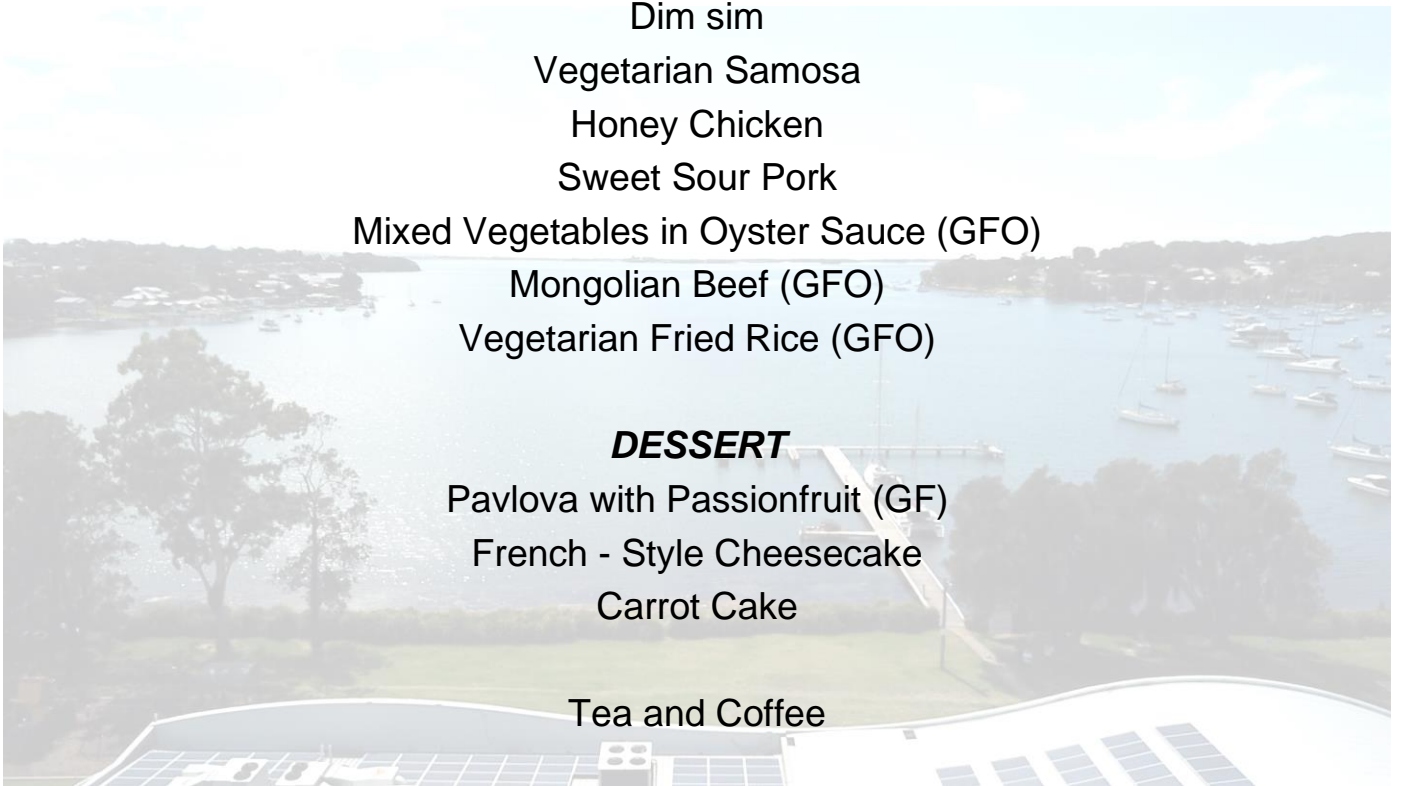 Dim sim
Vegetarian Samosa
Honey Chicken
Sweet Sour Pork
Mixed Vegetables in Oyster Sauce (GFO)
Mongolian Beef (GFO)
Vegetarian Fried Rice (GFO)
DESSERT
Pavlova with Passionfruit (GF)
French - Style Cheesecake
Carrot Cake
Tea and Coffee